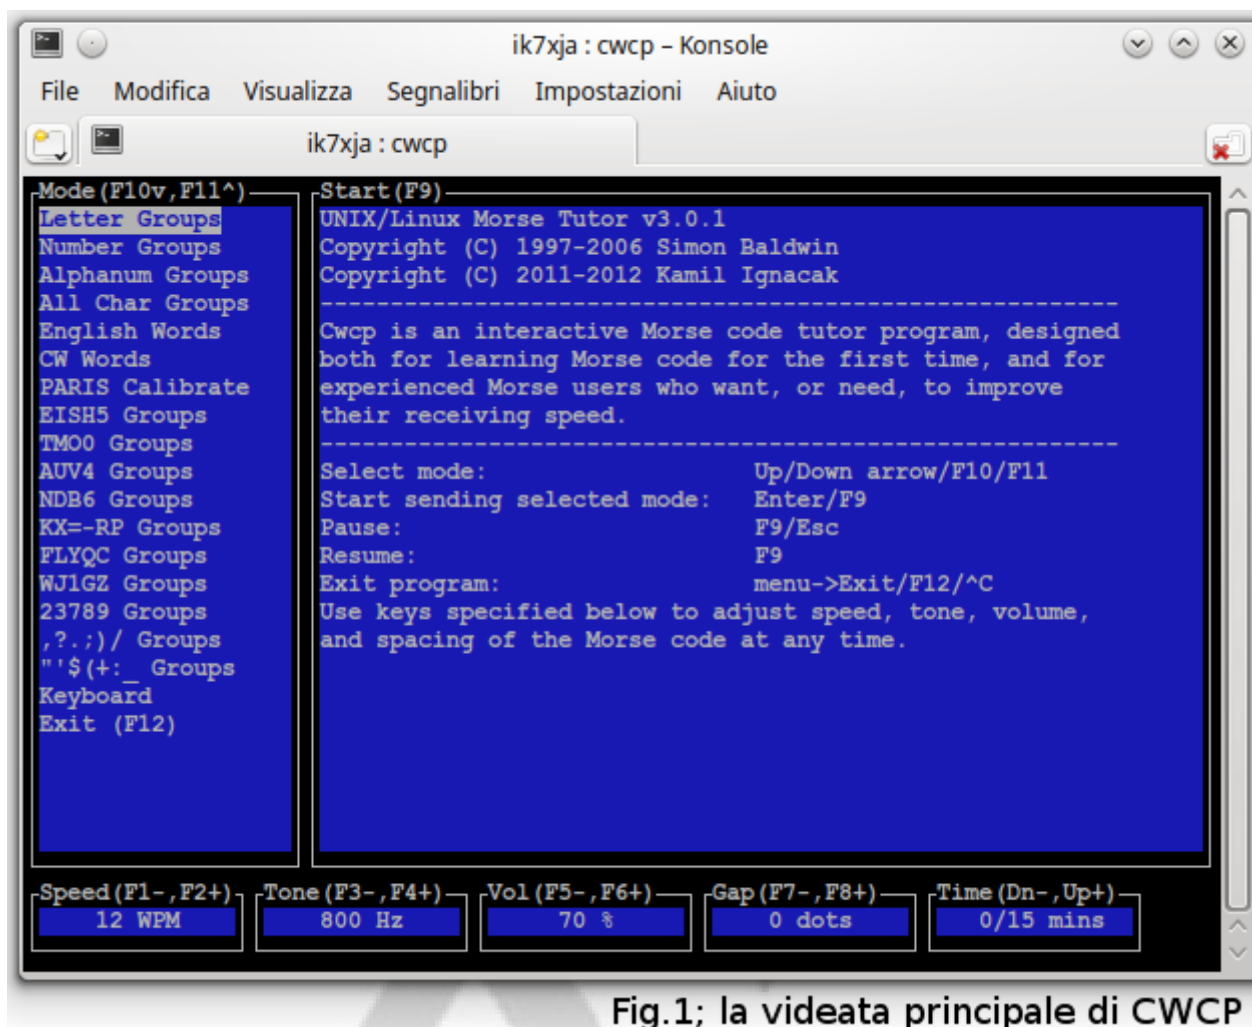 ik7xja : cwcp – Konsole
File Modifica Visualizza Segnalibri Impostazioni Aiuto
ik7xja : cwcp
Mode(F10v,F11^)
Letter Groups
Number Groups
Alphanum Groups
All Char Groups
English Words
CW Words
PARIS Calibrate
EISH5 Groups
TMO0 Groups
AUV4 Groups
NDB6 Groups
KX=-RP Groups
FLYQC Groups
WJ1GZ Groups
23789 Groups
,?.;)/ Groups
"'$(+:_ Groups
Keyboard
Exit (F12)
Start(F9)
UNIX/Linux Morse Tutor v3.0.1
Copyright (C) 1997-2006 Simon Baldwin
Copyright (C) 2011-2012 Kamil Ignacak
---------------------------------------------------------
Cwcp is an interactive Morse code tutor program, designed
both for learning Morse code for the first time, and for
experienced Morse users who want, or need, to improve
their receiving speed.
---------------------------------------------------------
Select mode: Up/Down arrow/F10/F11
Start sending selected mode: Enter/F9
Pause: F9/Esc
Resume: F9
Exit program: menu->Exit/F12/^C
Use keys specified below to adjust speed, tone, volume,
and spacing of the Morse code at any time.
Speed(F1-,F2+) Tone(F3-,F4+) Vol(F5-,F6+) Gap(F7-,F8+) Time(Dn-,Up+)
12 WPM 800 Hz 70 % 0 dots 0/15 mins
Fig.1; la videata principale di CWCP